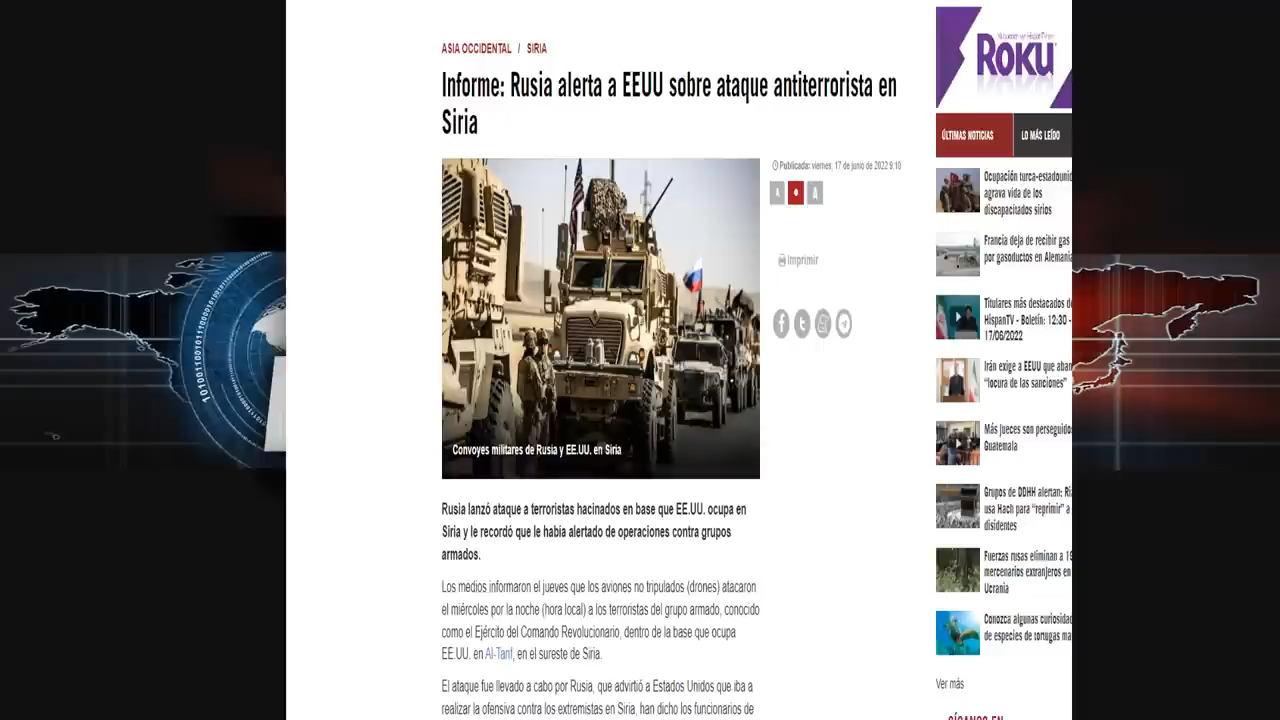 ASIA OCCIDENTAL / SIRIA
Informe: Rusia alerta a EEUU sobre ataque antiterrorista en
Siria
Publicada: viernes, 17 de junio de 2022 9:10
A
A
Imprimir
Convoyes militares de Rusia y EE.UU. en Siria
Rusia lanzó ataque a terroristas hacinados en base que EE.UU. ocupa en
Siria y le recordó que le había alertado de operaciones contra grupos
armados.
Los medios informaron el jueves que los aviones no tripulados (drones) atacaron
el miércoles por la noche (hora local) a los terroristas del grupo armado, conocido
como el Ejército del Comando Revolucionario, dentro de la base que ocupa
EE.UU. en Al-Tanf, en el sureste de Siria.
El ataque fue llevado a cabo por Rusia, que advirtió a Estados Unidos que iba a
realizar la ofensiva contra los extremistas en Siria, han dicho los funcionarios de
ROKU
ÚLTIMAS NOTICIAS
LO MÁS LEÍDO
Ocupación turca-estadouni
agrava vida de los
discapacitados sirios
Francia deja de recibir gas
por gasoductos en Alemani
Titulares más destacados d
HispanTV - Boletín: 12:30 -
17/06/2022
Irán exige a EEUU que aban
"locura de las sanciones"
Más jueces son perseguido
Guatemala
Grupos de DDHH alertan: Ri
usa Hach para "reprimir" a
disidentes
Fuerzas rusas eliminan a 19
mercenarios extranjeros en
Ucrania
Conozca algunas curiosidad
de especies de tortugas ma
Ver más
SÍGANOS EN